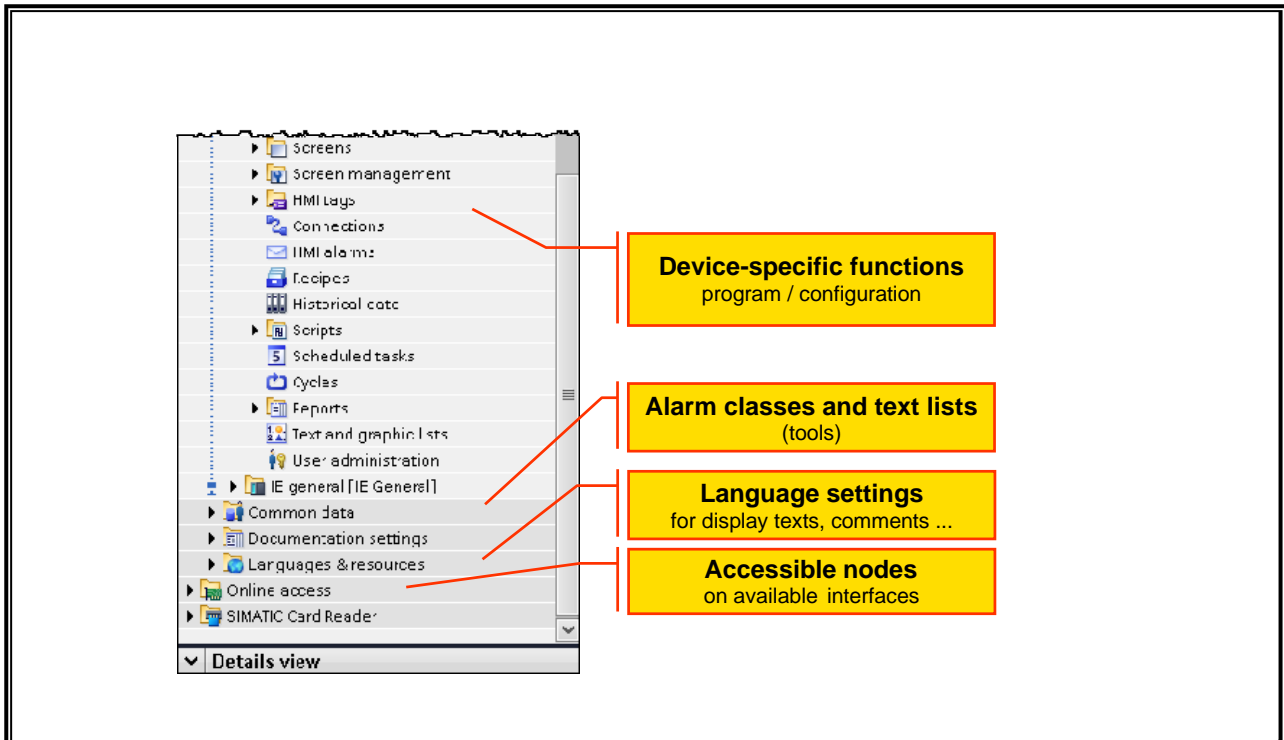 Screens
Screen management
HMI tags
Connections
HMI alarms
Recipes
Historical data
Scripts
Scheduled tasks
Cycles
Reports
Text and graphic lists
User administration
IE general [IE General]
Common data
Documentation settings
Languages & resources
Online access
SIMATIC Card Reader
Details view
Device-specific functions
program / configuration
Alarm classes and text lists
(tools)
Language settings
for display texts, comments ...
Accessible nodes
on available interfaces